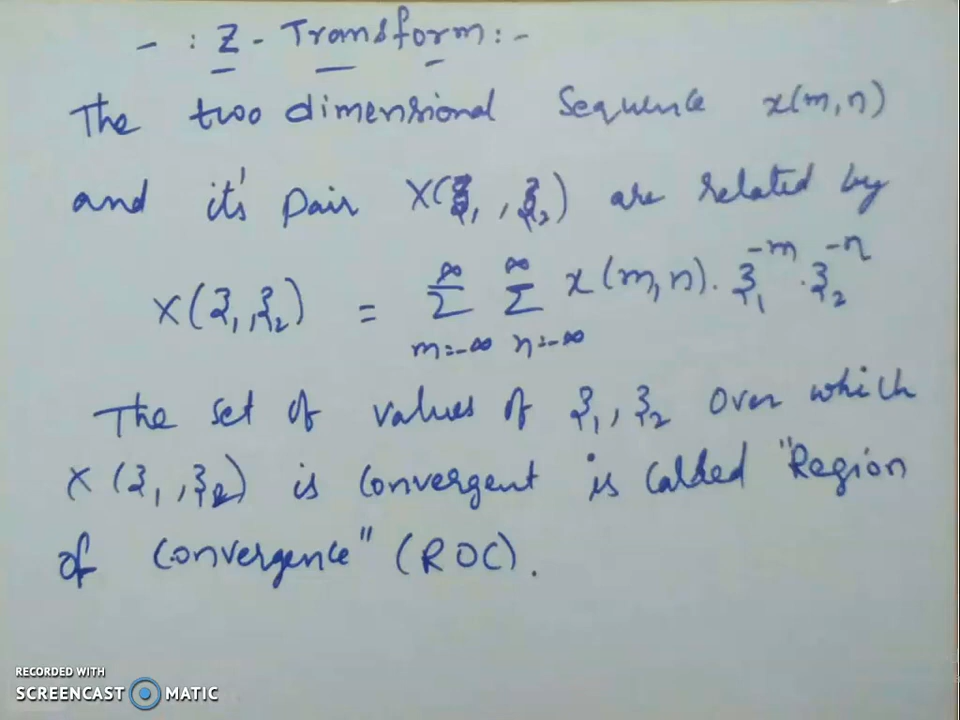 - : Z - Transform : -
The two dimensional Sequence x(m,n)
and it's pair X(z₁, z₂) are related by
X(z₁, z₂) = ∞Σm=-∞ ∞Σn=-∞ x(m,n) . z₁⁻ᵐ . z₂⁻ⁿ
The set of values of z₁, z₂ over which
X (z₁, z₂) is convergent is called "Region
of convergence" (ROC).
RECORDED WITH
SCREENCAST MATIC